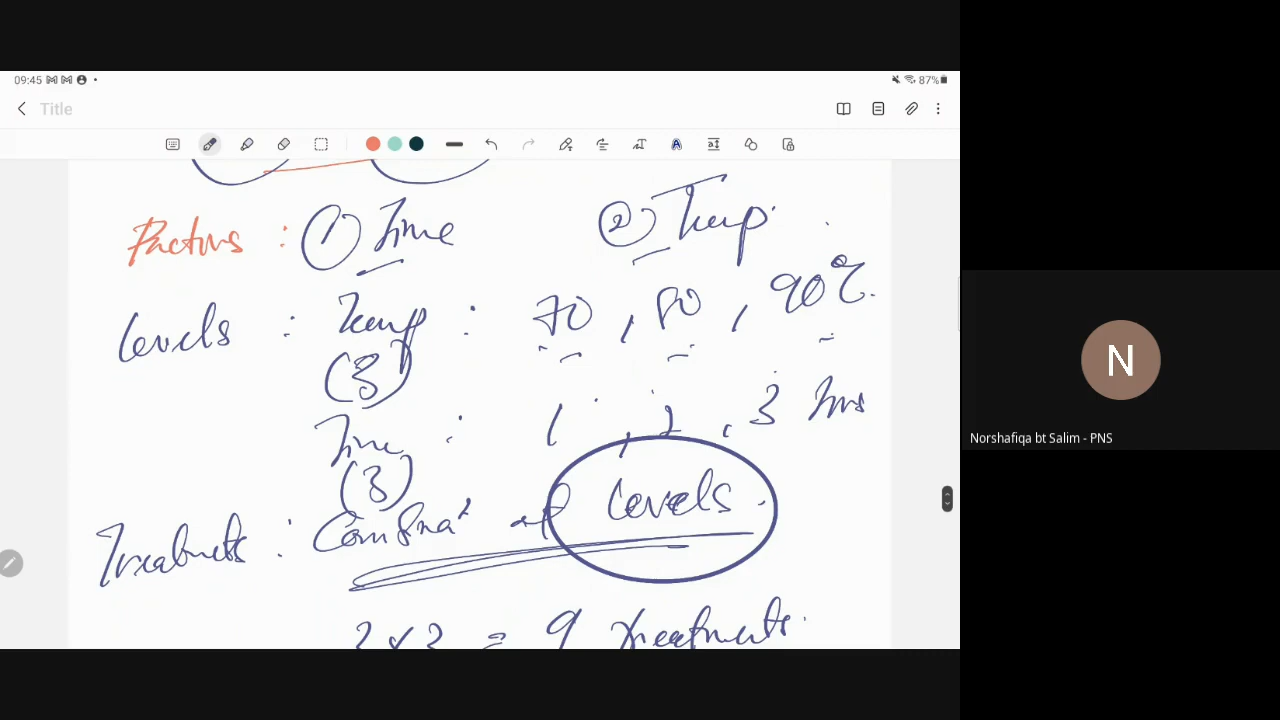 09:45 87%
Title
Factors : ① Time ② Temp.
Levels : Temp : 70, 80, 90°C.
(3)
Time : 1, 2, 3 hrs
(3)
Treatments : Combinaᵗ of Levels.
3 x 3 = 9 treatments.
N
Norshafiqa bt Salim - PNS